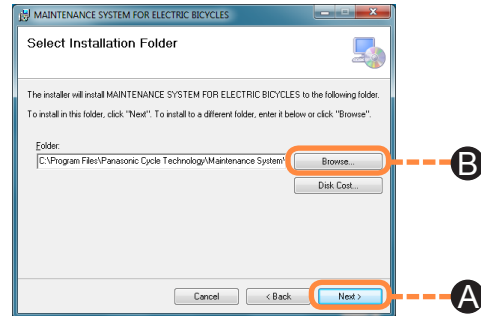 MAINTENANCE SYSTEM FOR ELECTRIC BICYCLES
Select Installation Folder
The installer will install MAINTENANCE SYSTEM FOR ELECTRIC BICYCLES to the following folder.
To install in this folder, click "Next". To install to a different folder, enter it below or click "Browse".
Folder:
C:\Program Files\Panasonic Cycle Technology\Maintenance System\
Browse...
B
Disk Cost...
Cancel
< Back
Next >
A